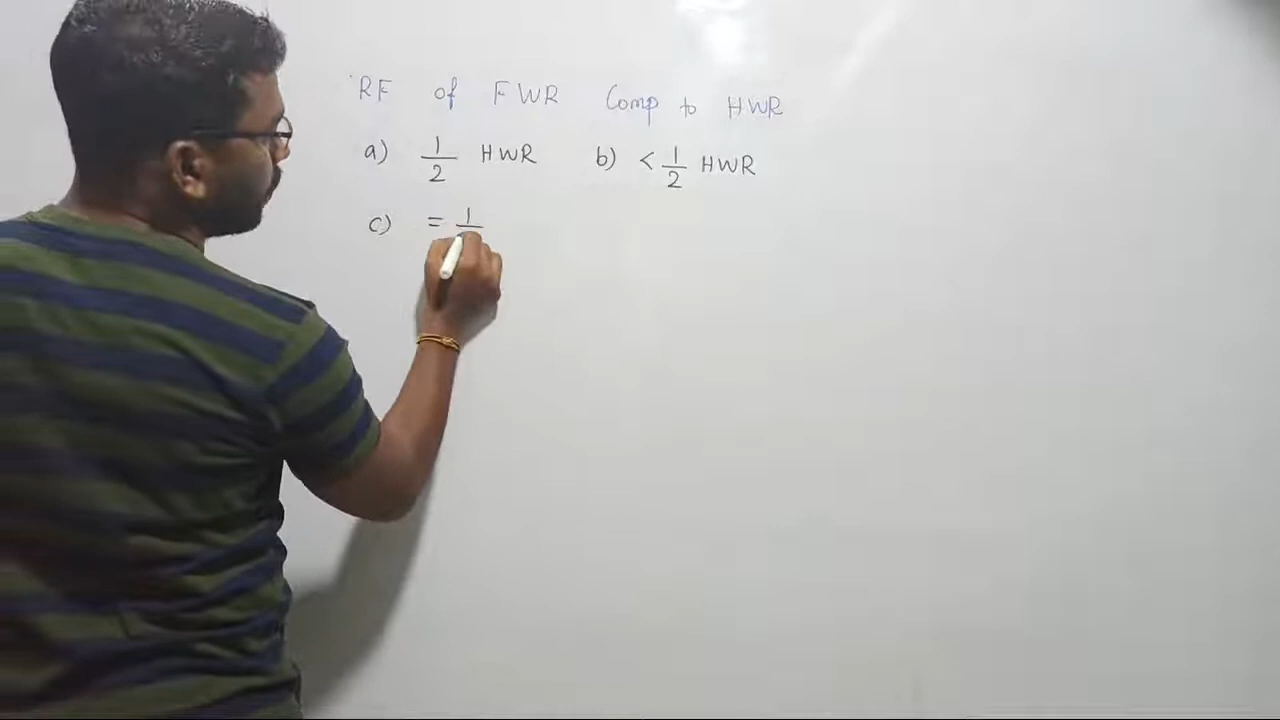 RF of FWR Comp to HWR
a) 1/2 HWR b) < 1/2 HWR
c) = 1/